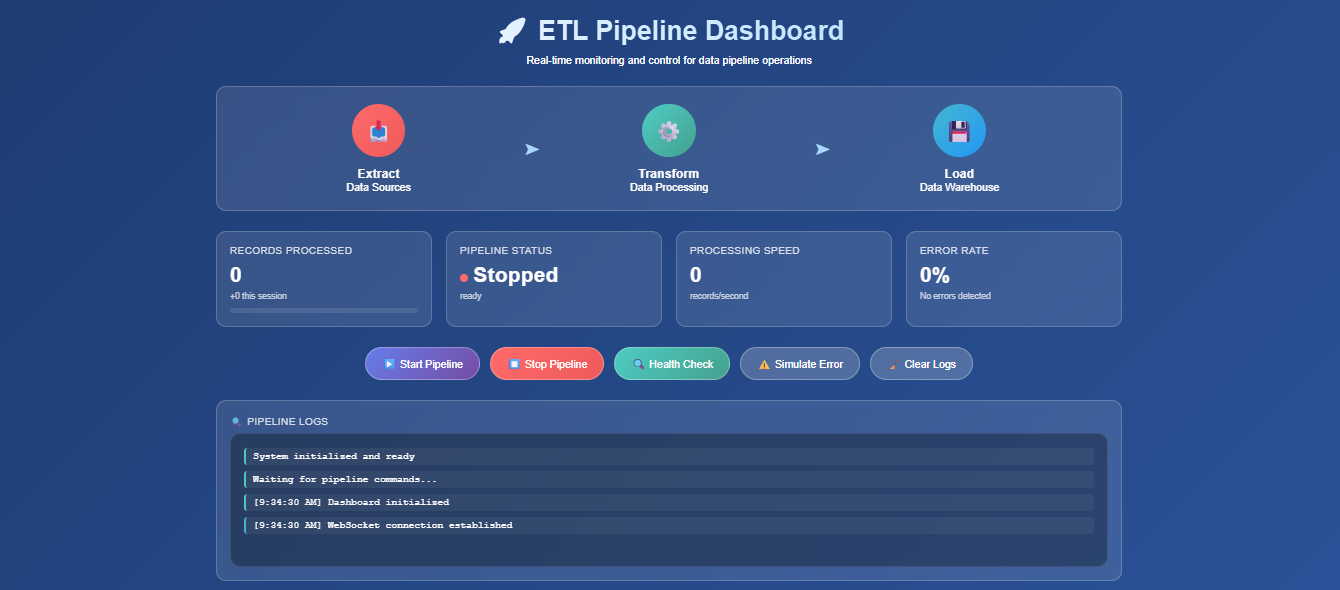 ETL Pipeline Dashboard
Real-time monitoring and control for data pipeline operations
Extract
Data Sources
Transform
Data Processing
Load
Data Warehouse
RECORDS PROCESSED
0
+0 this session
PIPELINE STATUS
Stopped
ready
PROCESSING SPEED
0
records/second
ERROR RATE
0%
No errors detected
Start Pipeline
Stop Pipeline
Health Check
Simulate Error
Clear Logs
PIPELINE LOGS
System initialized and ready
Waiting for pipeline commands...
[9:34:30 AM] Dashboard initialized
[9:34:30 AM] WebSocket connection established